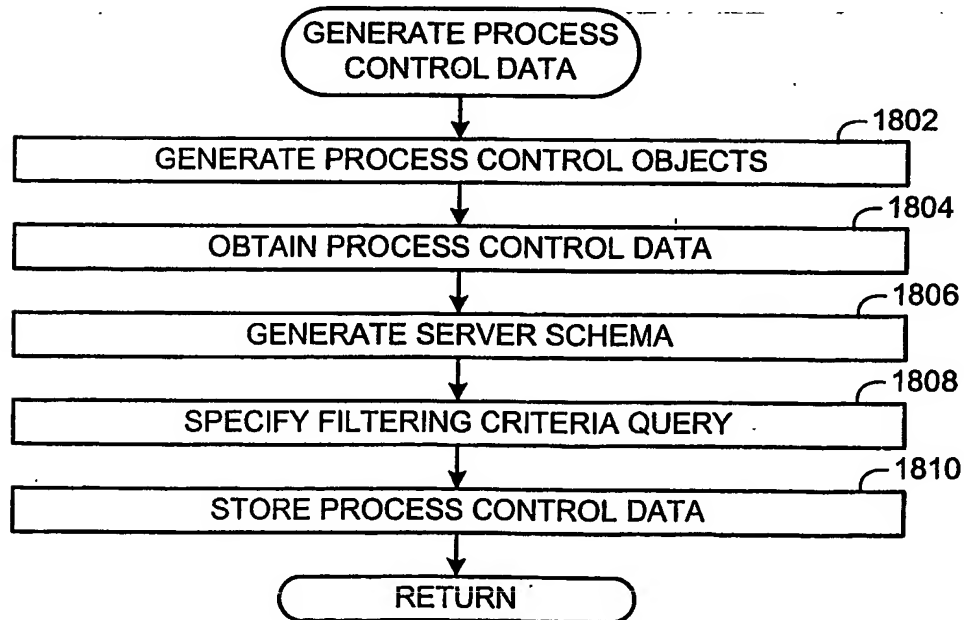 GENERATE PROCESS
CONTROL DATA
1802
GENERATE PROCESS CONTROL OBJECTS
1804
OBTAIN PROCESS CONTROL DATA
1806
GENERATE SERVER SCHEMA
1808
SPECIFY FILTERING CRITERIA QUERY
1810
STORE PROCESS CONTROL DATA
RETURN